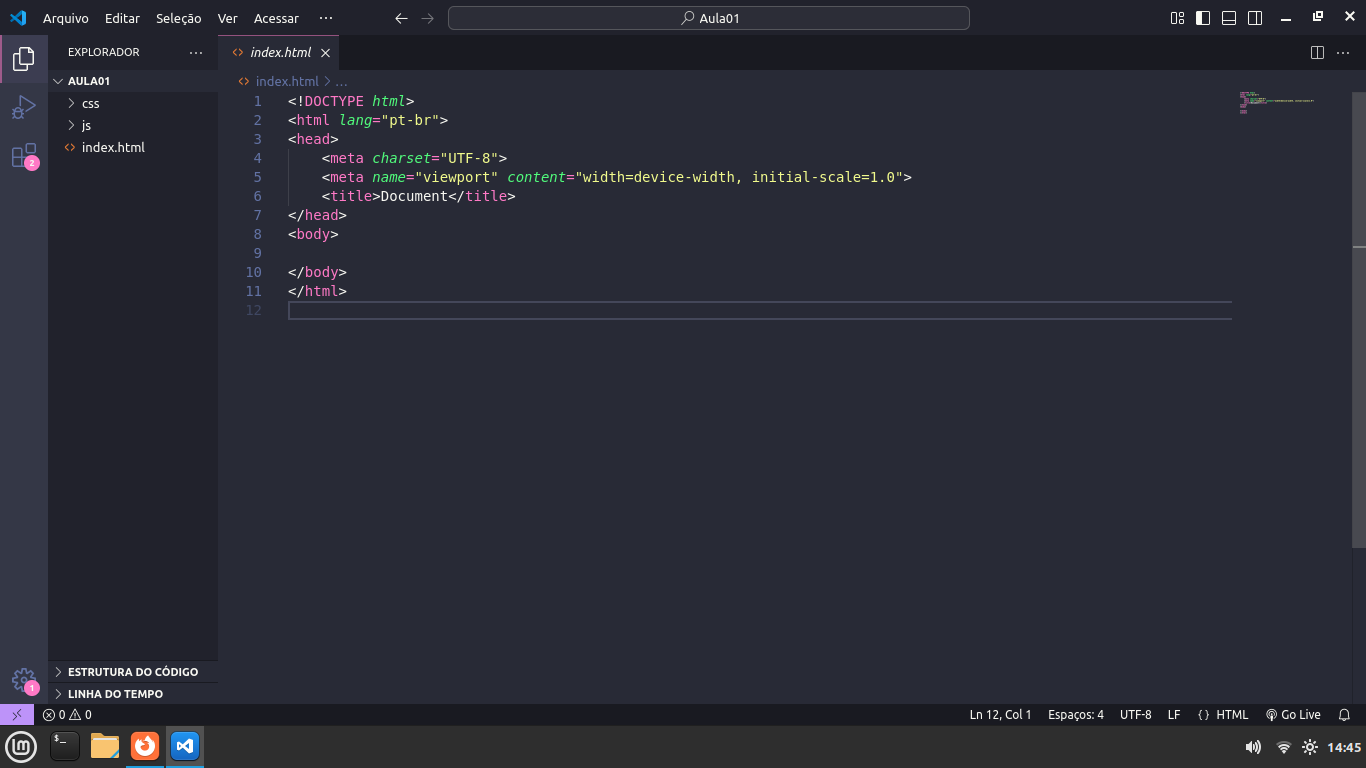 Arquivo Editar Seleção Ver Acessar ··· Aula01
EXPLORADOR ··· index.html
AULA01
index.html > ...
css
js
index.html
1 <!DOCTYPE html>
2 <html lang="pt-br">
3 <head>
4     <meta charset="UTF-8">
5     <meta name="viewport" content="width=device-width, initial-scale=1.0">
6     <title>Document</title>
7 </head>
8 <body>
9
10 </body>
11 </html>
12
2
ESTRUTURA DO CÓDIGO
LINHA DO TEMPO
1
0 0 Ln 12, Col 1 Espaços: 4 UTF-8 LF {} HTML Go Live
$_
14:45